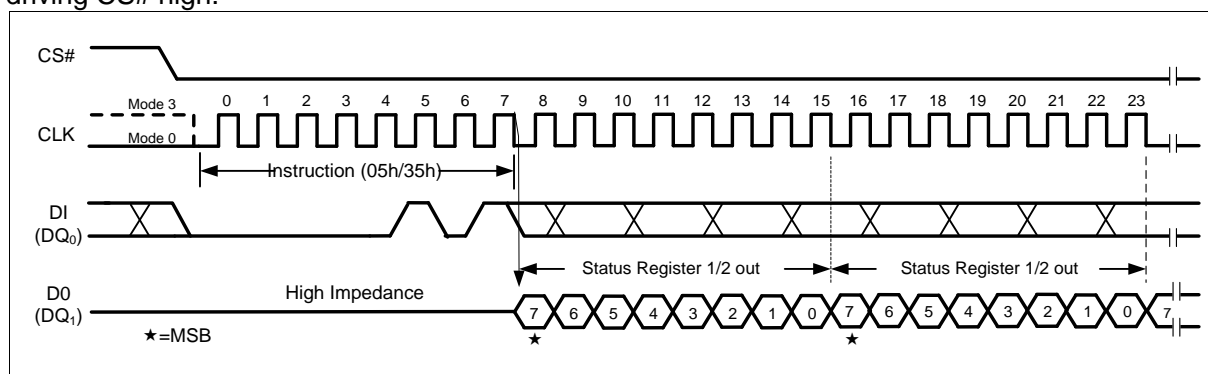 driving CS# high.
CS#
Mode 3
0 1 2 3 4 5 6 7 8 9 10 11 12 13 14 15 16 17 18 19 20 21 22 23
CLK
Mode 0
Instruction (05h/35h)
DI
(DQ0)
Status Register 1/2 out Status Register 1/2 out
D0
(DQ1)
High Impedance
7 6 5 4 3 2 1 0 7 6 5 4 3 2 1 0 7
★ ★
★=MSB